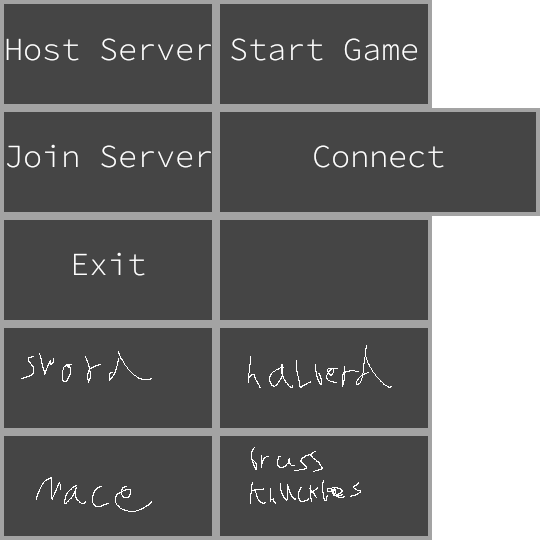 Host Server
Start Game
Join Server
Connect
Exit
sword
halberd
mace
brass
knuckles